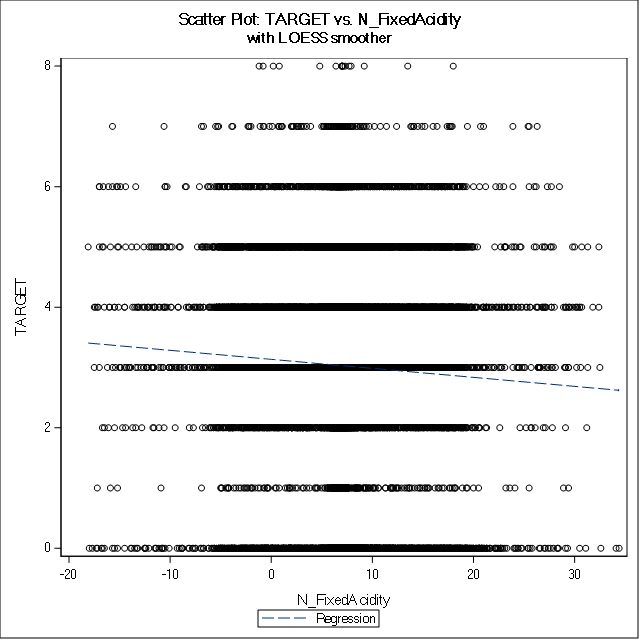 Scatter Plot: TARGET vs. N_FixedAcidity
with LOESS smoother
8
6
4
2
0
TARGET
-20 -10 0 10 20 30
N_FixedAcidity
Regression